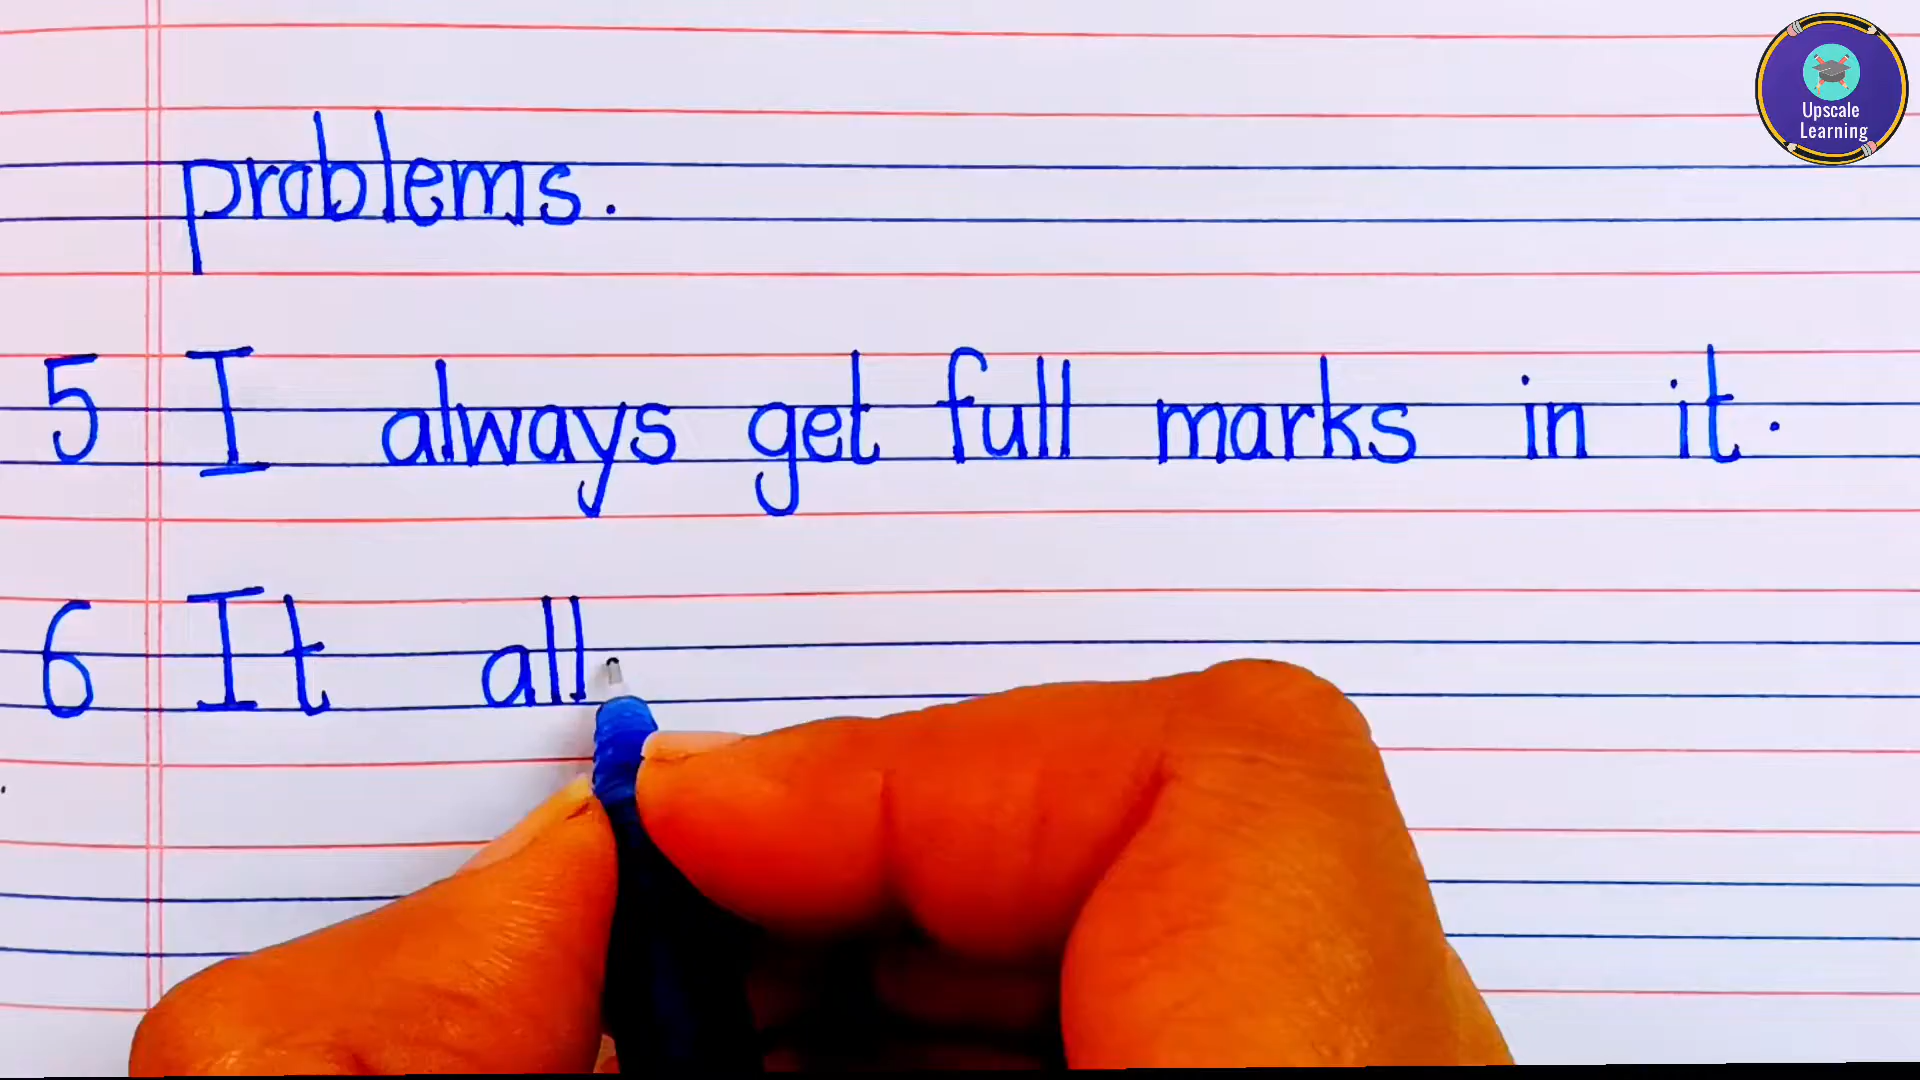 problems.
5 I always get full marks in it.
6 It all
Upscale
Learning